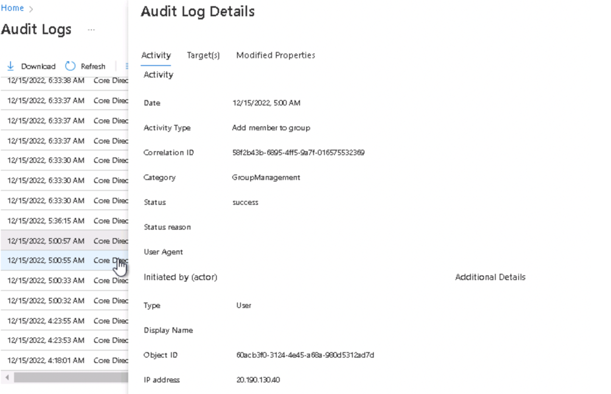 Home >
Audit Logs ...
Download Refresh
12/15/2022, 6:33:38 AM Core Direc
12/15/2022, 6:33:37 AM Core Direc
12/15/2022, 6:33:37 AM Core Direc
12/15/2022, 6:33:37 AM Core Direc
12/15/2022, 6:33:30 AM Core Direc
12/15/2022, 6:33:30 AM Core Direc
12/15/2022, 6:33:30 AM Core Direc
12/15/2022, 5:36:15 AM Core Direc
12/15/2022, 5:00:57 AM Core Direc
12/15/2022, 5:00:55 AM Core Direc
12/15/2022, 5:00:33 AM Core Direc
12/15/2022, 5:00:32 AM Core Direc
12/15/2022, 4:23:55 AM Core Direc
12/15/2022, 4:23:53 AM Core Direc
12/15/2022, 4:18:01 AM Core Direc
Audit Log Details
Activity Target(s) Modified Properties
Activity
Date 12/15/2022, 5:00 AM
Activity Type Add member to group
Correlation ID 58f2b43b-6895-4ff5-9a7f-016575532369
Category GroupManagement
Status success
Status reason
User Agent
Initiated by (actor) Additional Details
Type User
Display Name
Object ID 60acb3f0-3124-4e45-a68a-980d5312ad7d
IP address 20.190.130.40